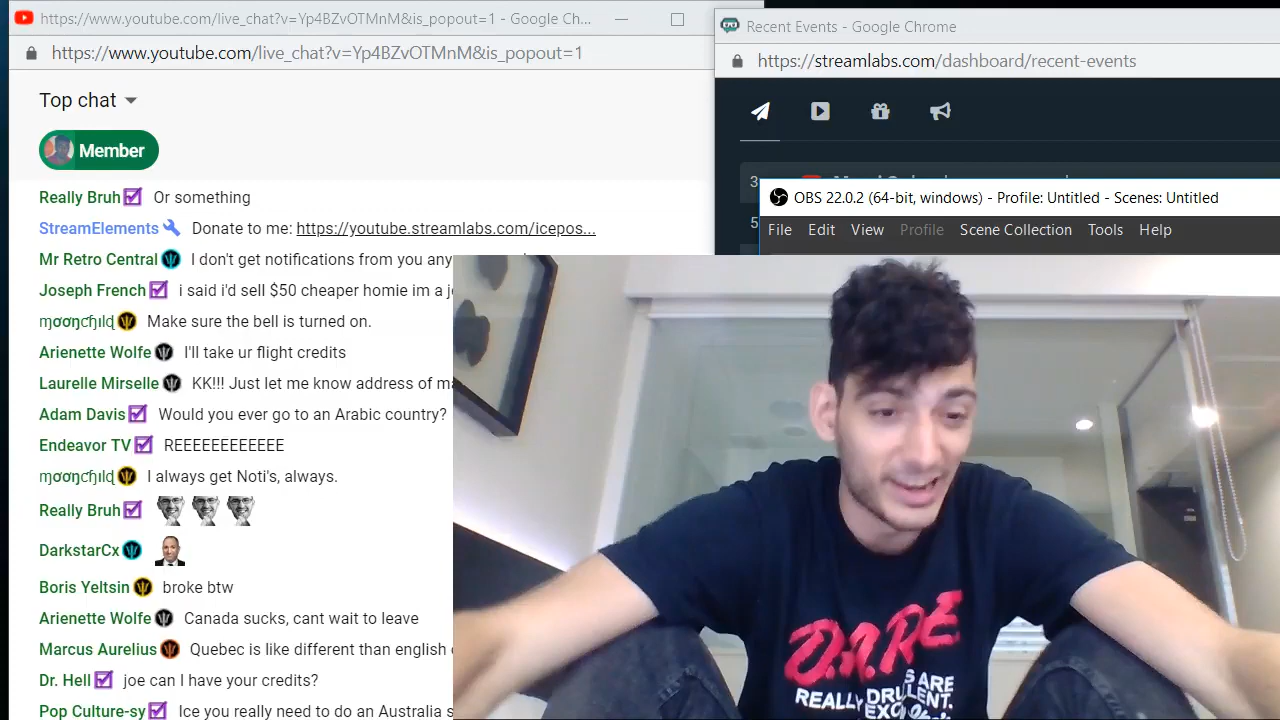 https://www.youtube.com/live_chat?v=Yp4BZvOTMnM&is_popout=1 - Google Ch...
https://www.youtube.com/live_chat?v=Yp4BZvOTMnM&is_popout=1
Top chat
Member
Really Bruh Or something
StreamElements Donate to me: https://youtube.streamlabs.com/icepos...
Mr Retro Central I don't get notifications from you any
Joseph French i said i'd sell $50 cheaper homie im a
ɱσσηƈɧιlɖ Make sure the bell is turned on.
Arienette Wolfe I'll take ur flight credits
Laurelle Mirselle KK!!! Just let me know address of
Adam Davis Would you ever go to an Arabic country?
Endeavor TV REEEEEEEEEEEE
ɱσσηƈɧιlɖ I always get Noti's, always.
Really Bruh
DarkstarCx
Boris Yeltsin broke btw
Arienette Wolfe Canada sucks, cant wait to leave
Marcus Aurelius Quebec is like different than english
Dr. Hell joe can I have your credits?
Pop Culture-sy Ice you really need to do an Australia s
Recent Events - Google Chrome
https://streamlabs.com/dashboard/recent-events
3
5
OBS 22.0.2 (64-bit, windows) - Profile: Untitled - Scenes: Untitled
File Edit View Profile Scene Collection Tools Help
D.A.R.E
REALLY